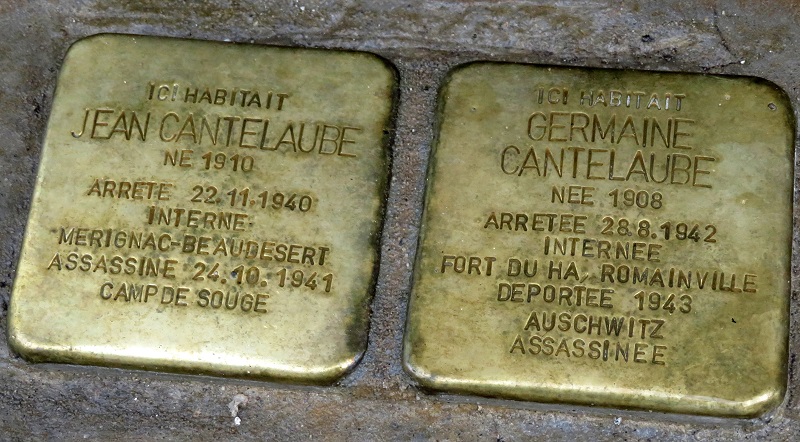 ICI HABITAIT
JEAN CANTELAUBE
NE 1910
ARRETE 22.11.1940
INTERNE
MERIGNAC-BEAUDESERT
ASSASSINE 24.10.1941
CAMP DE SOUGE
ICI HABITAIT
GERMAINE
CANTELAUBE
NEE 1908
ARRETEE 28.8.1942
INTERNEE
FORT DU HA, ROMAINVILLE
DEPORTEE 1943
AUSCHWITZ
ASSASSINEE